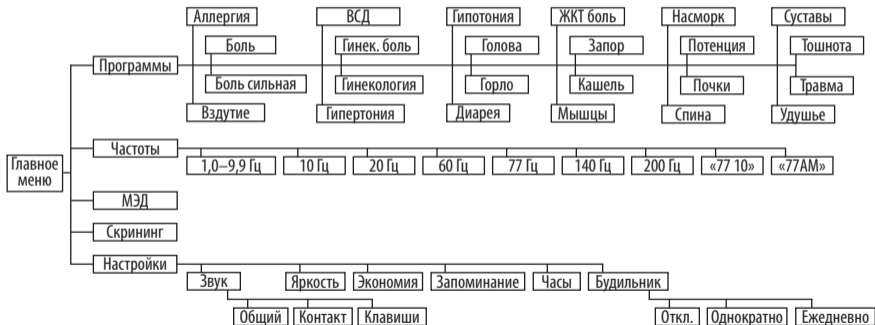 Аллергия ВСД Гипотония ЖКТ боль Насморк Суставы
Боль Гинек. боль Голова Запор Потенция Тошнота
Программы
Боль сильная Гинекология Горло Кашель Почки Травма
Вздутие Гипертония Диарея Мышцы Спина Удушье
Частоты
1,0–9,9 Гц 10 Гц 20 Гц 60 Гц 77 Гц 140 Гц 200 Гц «77 10» «77АМ»
Главное
меню
МЭД
Скрининг
Настройки
Звук Яркость Экономия Запоминание Часы Будильник
Общий Контакт Клавиши Откл. Однократно Ежедневно